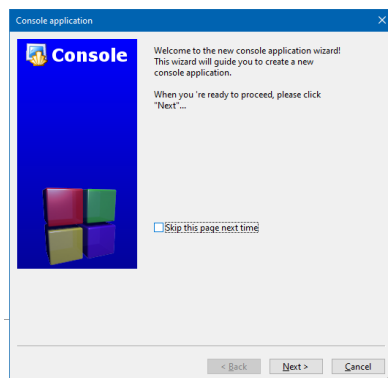 Console application
Console
Welcome to the new console application wizard!
This wizard will guide you to create a new
console application.
When you 're ready to proceed, please click
"Next"...
Skip this page next time
< Back
Next >
Cancel